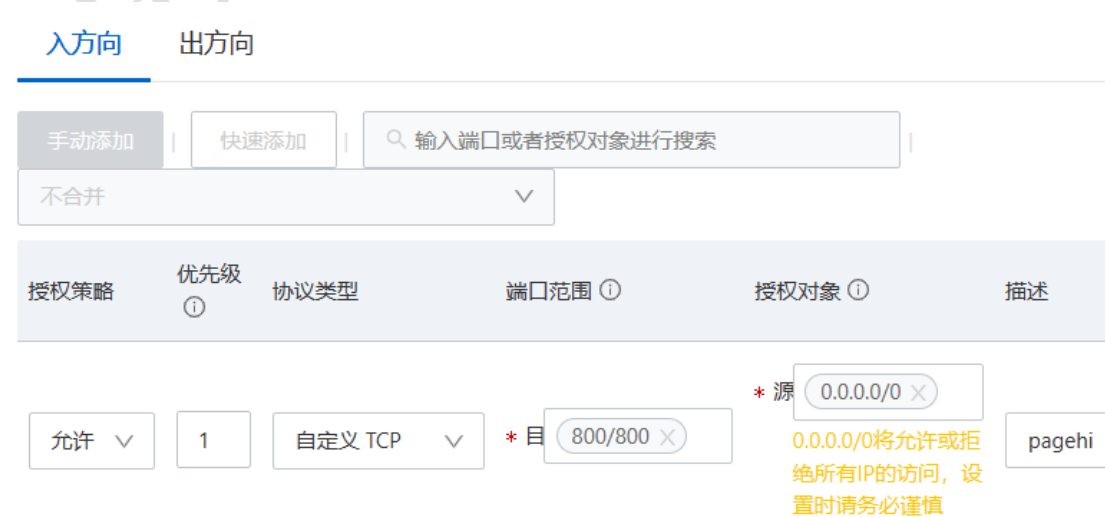 入方向 出方向
手动添加 快速添加 输入端口或者授权对象进行搜索
不合并
授权策略 优先级 协议类型 端口范围 授权对象 描述
允许 1 自定义 TCP * 目 800/800 * 源 0.0.0.0/0 pagehi
0.0.0.0/0将允许或拒
绝所有IP的访问，设
置时请务必谨慎